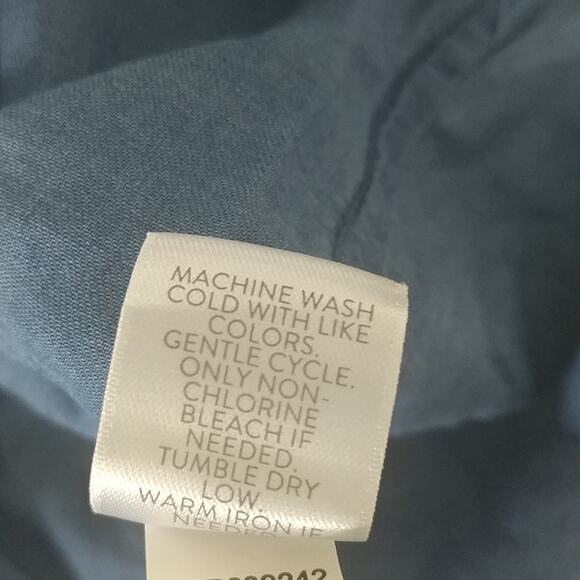 MACHINE WASH
COLD WITH LIKE
COLORS.
GENTLE CYCLE.
ONLY NON-
CHLORINE
BLEACH IF
NEEDED.
TUMBLE DRY
LOW.
WARM IRON IF
NEEDED